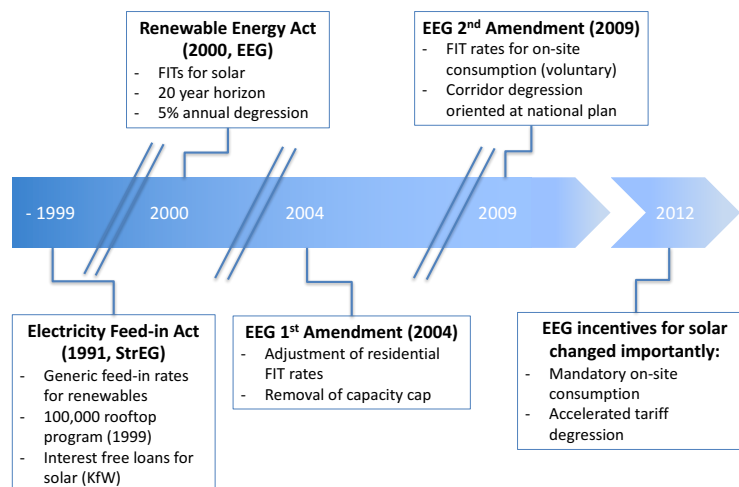 Renewable Energy Act
(2000, EEG)
- FITs for solar
- 20 year horizon
- 5% annual degression
EEG 2nd Amendment (2009)
- FIT rates for on-site
consumption (voluntary)
- Corridor degression
oriented at national plan
- 1999
2000
2004
2009
2012
Electricity Feed-in Act
(1991, StrEG)
- Generic feed-in rates
for renewables
- 100,000 rooftop
program (1999)
- Interest free loans for
solar (KfW)
EEG 1st Amendment (2004)
- Adjustment of residential
FIT rates
- Removal of capacity cap
EEG incentives for solar
changed importantly:
- Mandatory on-site
consumption
- Accelerated tariff
degression